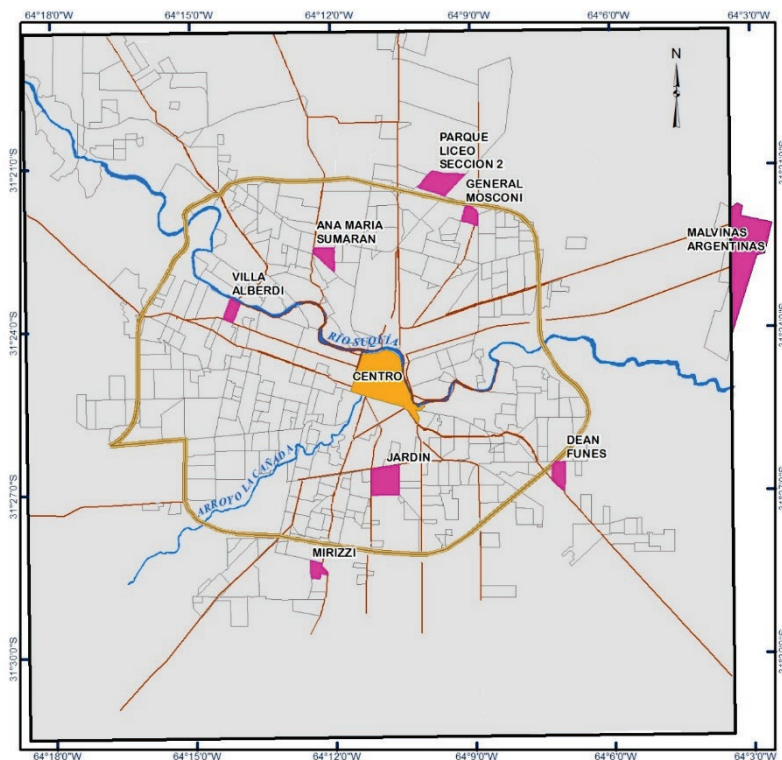 64°18'0"W 64°15'0"W 64°12'0"W 64°9'0"W 64°6'0"W 64°3'0"W
N
31°21'0"S
PARQUE
LICEO
SECCION 2
GENERAL
MOSCONI
ANA MARIA
SUMARAN
MALVINAS
ARGENTINAS
VILLA
ALBERDI
31°24'0"S
RÍO SUQUIA
CENTRO
DEAN
FUNES
JARDIN
ARROYO LA CAÑADA
31°27'0"S
MIRIZZI
31°30'0"S
64°18'0"W 64°15'0"W 64°12'0"W 64°9'0"W 64°6'0"W 64°3'0"W